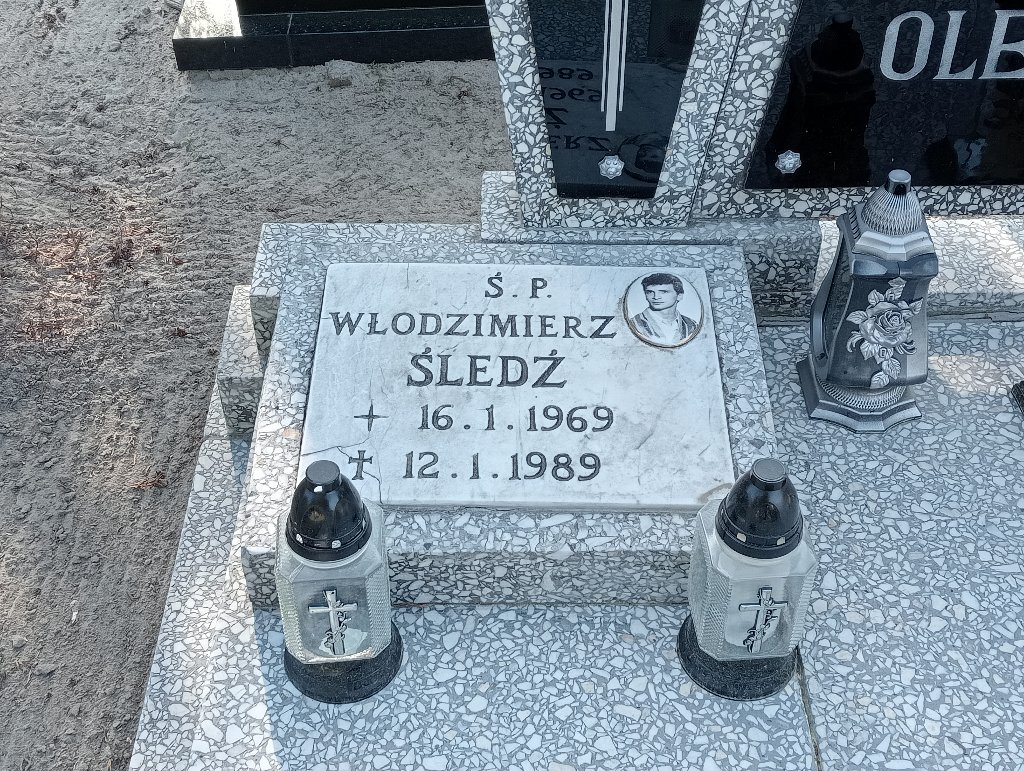 OLE
Ś. P.
WŁODZIMIERZ
ŚLEDŹ
16.1.1969
12.1.1989